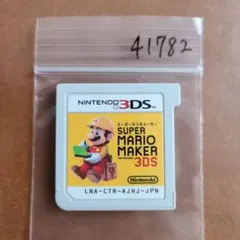 41782
NINTENDO 3DS
スーパーマリオメーカー
SUPER
MARIO
MAKER
3DS
Nintendo
LNA-CTR-AJHJ-JPN